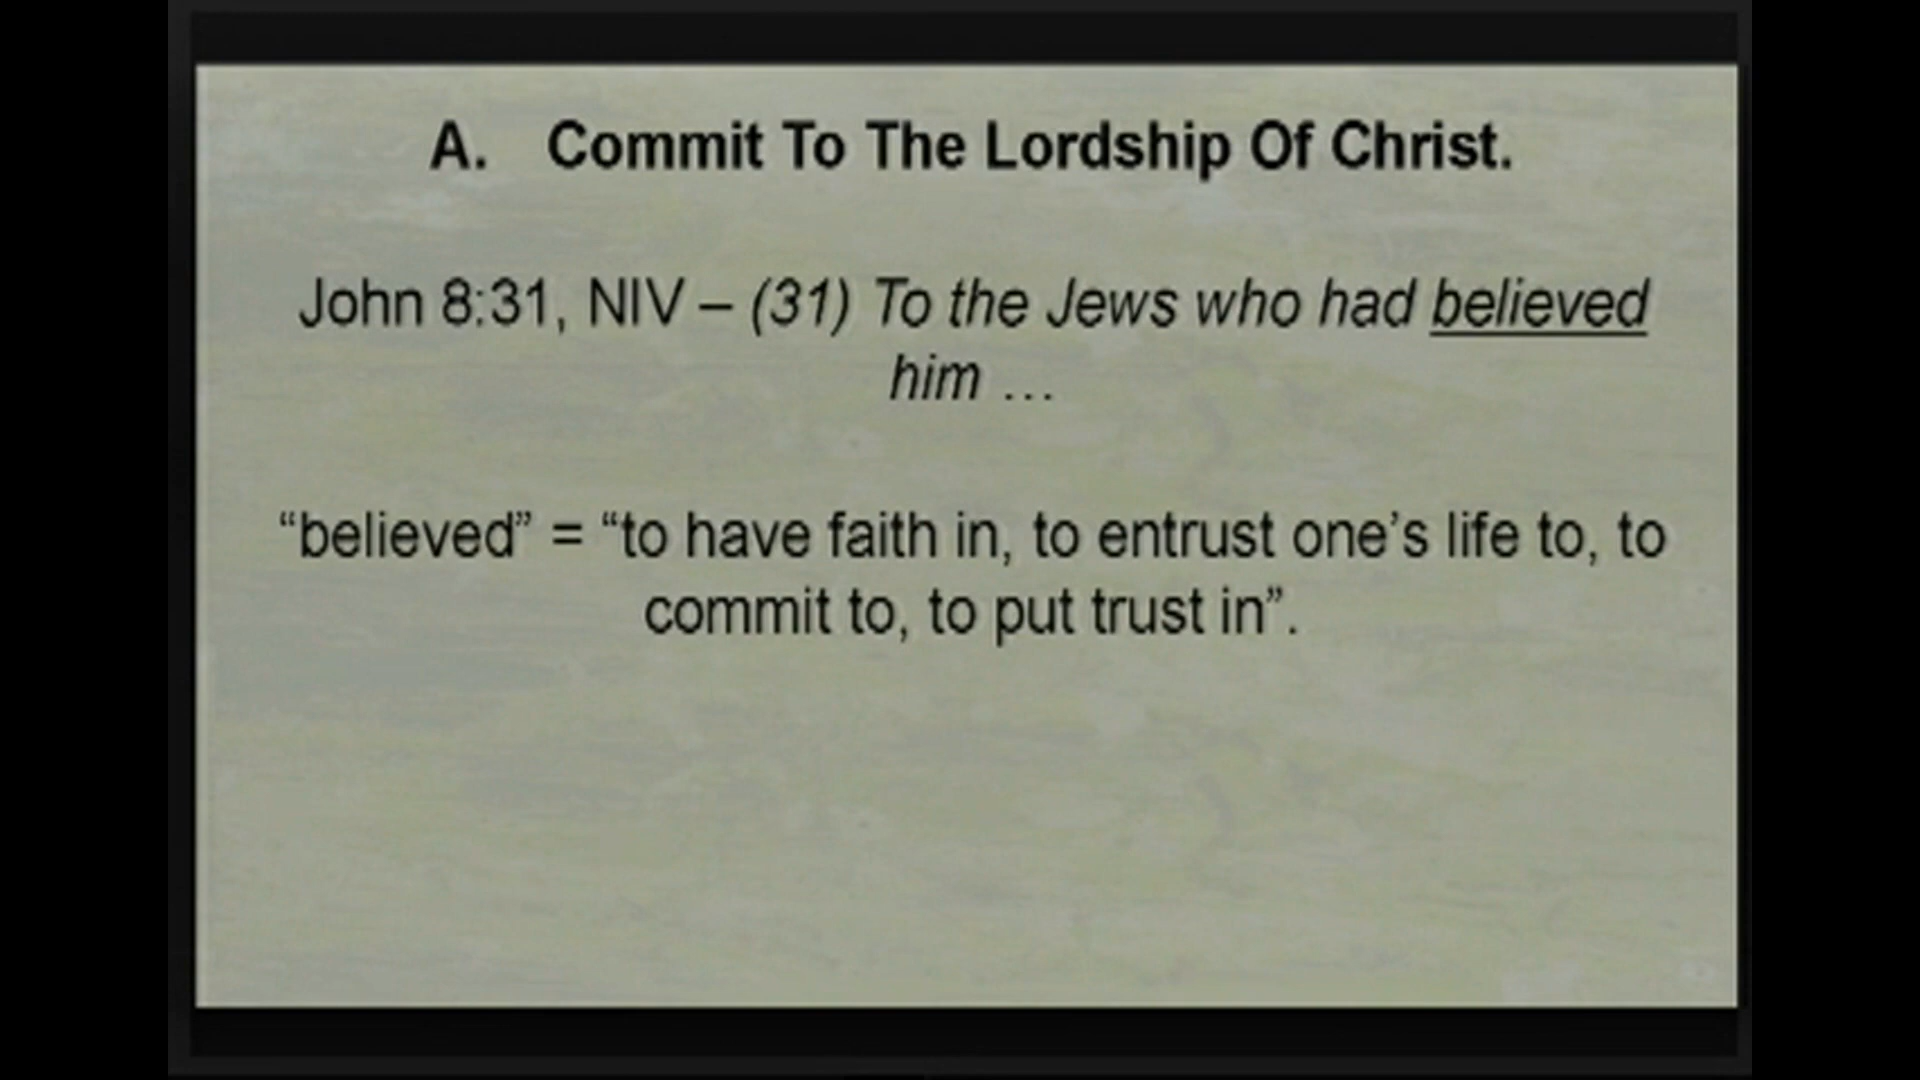 A. Commit To The Lordship Of Christ.
John 8:31, NIV – (31) To the Jews who had believed
him …
“believed” = “to have faith in, to entrust one’s life to, to
commit to, to put trust in”.